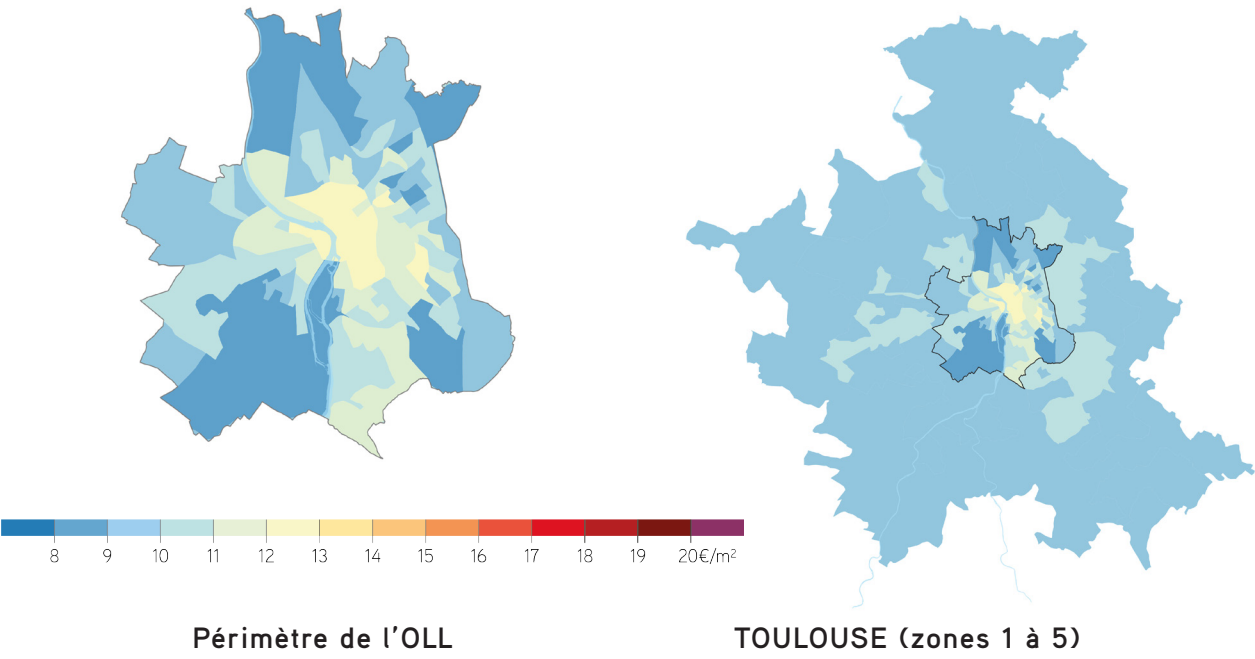 8 9 10 11 12 13 14 15 16 17 18 19 20€/m²
Périmètre de l'OLL TOULOUSE (zones 1 à 5)